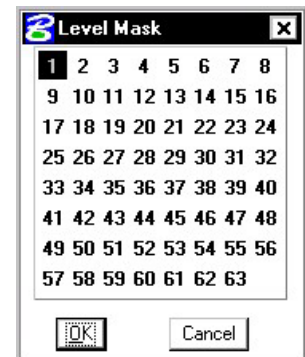 Level Mask
1 2 3 4 5 6 7 8
9 10 11 12 13 14 15 16
17 18 19 20 21 22 23 24
25 26 27 28 29 30 31 32
33 34 35 36 37 38 39 40
41 42 43 44 45 46 47 48
49 50 51 52 53 54 55 56
57 58 59 60 61 62 63
OK Cancel